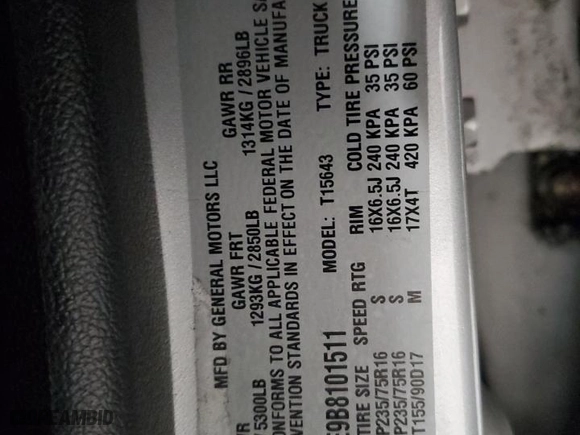 MFD BY GENERAL MOTORS LLC
GAWR FRT GAWR RR
5300LB 1293KG / 2850LB 1314KG / 2896LB
TO ALL APPLICABLE FEDERAL MOTOR VEHICLE
STANDARDS IN EFFECT ON THE DATE OF
9B8101511 MODEL: T15643 TYPE: TRUCK
TIRE SIZE SPEED RTG RIM COLD TIRE PRESSURE
P235/75R16 S 16X6.5J 240 KPA 35 PSI
P235/75R16 S 16X6.5J 240 KPA 35 PSI
T155/90D17 M 17X4T 420 KPA 60 PSI